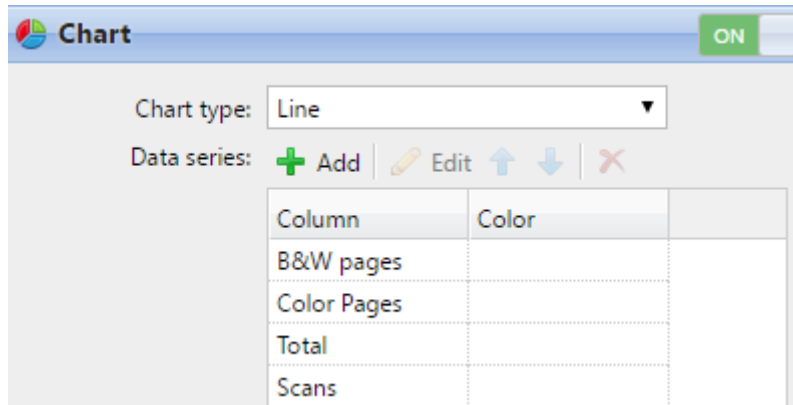 Chart
ON
Chart type: Line
Data series: Add Edit
Column Color
B&W pages
Color Pages
Total
Scans